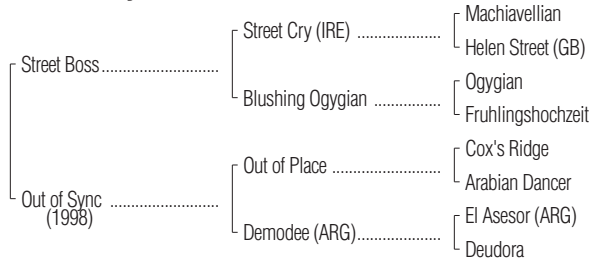 Machiavellian
Street Cry (IRE) ..................
Helen Street (GB)
Street Boss.........................
Ogygian
Blushing Ogygian ..............
Fruhlingshochzeit
Cox's Ridge
Out of Place .......................
Arabian Dancer
Out of Sync .......................
(1998)
El Asesor (ARG)
Demodee (ARG)..................
Deudora